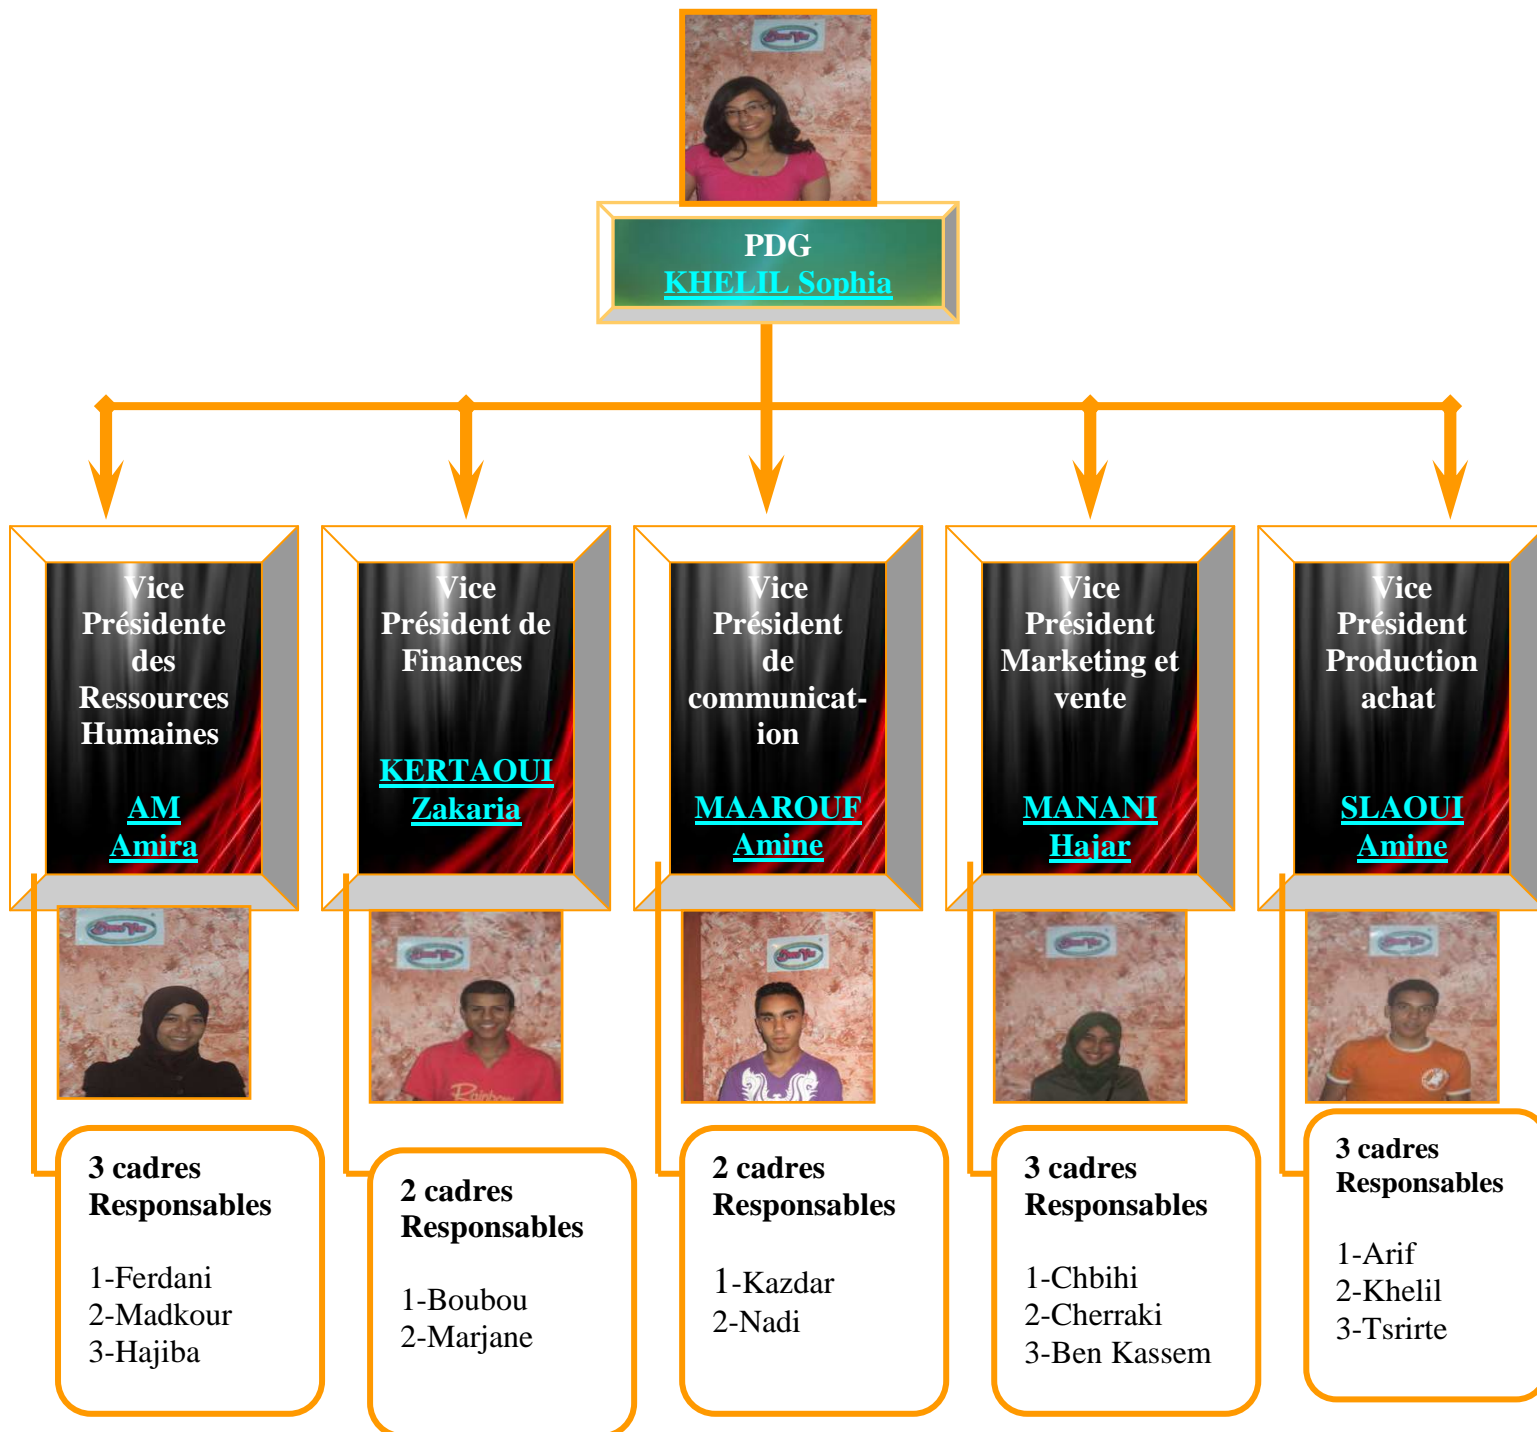 PDG
KHELIL Sophia
Vice
Présidente
des
Ressources
Humaines
AM
Amira
Vice
Président de
Finances
KERTAOUI
Zakaria
Vice
Président
de
communicat-
ion
MAAROUF
Amine
Vice
Président
Marketing et
vente
MANANI
Hajar
Vice
Président
Production
achat
SLAOUI
Amine
Rainbow
3 cadres
Responsables
1-Ferdani
2-Madkour
3-Hajiba
2 cadres
Responsables
1-Boubou
2-Marjane
2 cadres
Responsables
1-Kazdar
2-Nadi
3 cadres
Responsables
1-Chbihi
2-Cherraki
3-Ben Kassem
3 cadres
Responsables
1-Arif
2-Khelil
3-Tsrirte